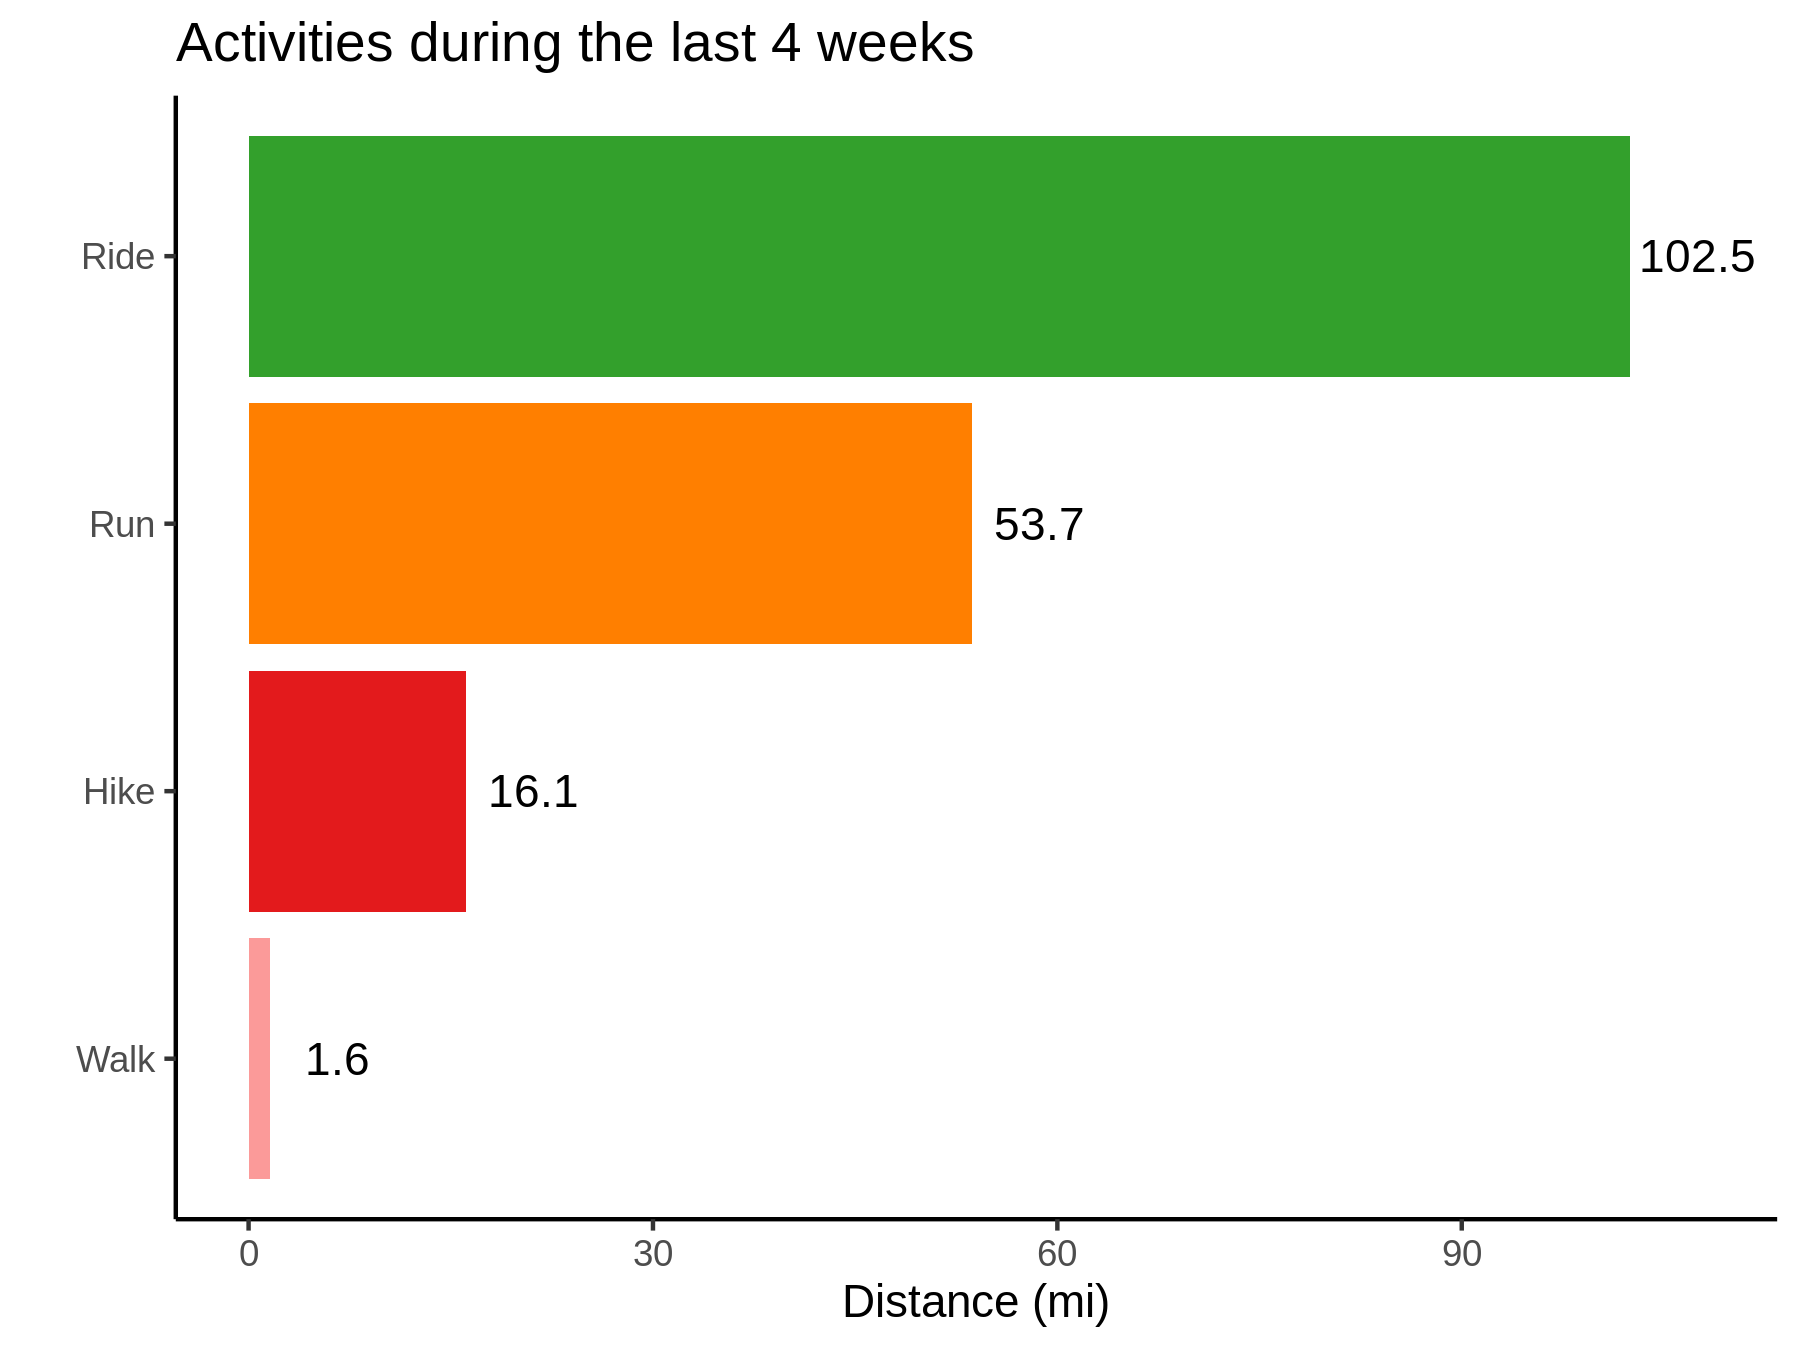 Activities during the last 4 weeks
Ride 102.5
Run 53.7
Hike 16.1
Walk 1.6
0 30 60 90
Distance (mi)